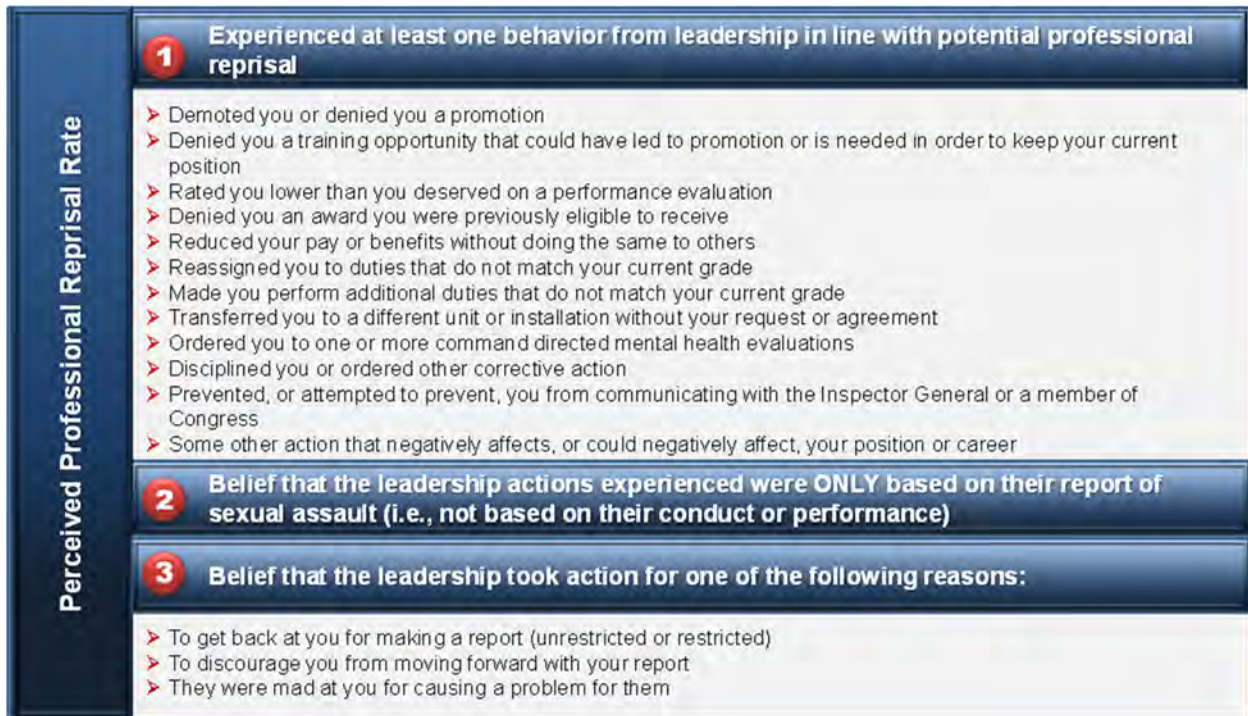 Perceived Professional Reprisal Rate
1
Experienced at least one behavior from leadership in line with potential professional
reprisal
➢ Demoted you or denied you a promotion
➢ Denied you a training opportunity that could have led to promotion or is needed in order to keep your current
position
➢ Rated you lower than you deserved on a performance evaluation
➢ Denied you an award you were previously eligible to receive
➢ Reduced your pay or benefits without doing the same to others
➢ Reassigned you to duties that do not match your current grade
➢ Made you perform additional duties that do not match your current grade
➢ Transferred you to a different unit or installation without your request or agreement
➢ Ordered you to one or more command directed mental health evaluations
➢ Disciplined you or ordered other corrective action
➢ Prevented, or attempted to prevent, you from communicating with the Inspector General or a member of
Congress
➢ Some other action that negatively affects, or could negatively affect, your position or career
2
Belief that the leadership actions experienced were ONLY based on their report of
sexual assault (i.e., not based on their conduct or performance)
3
Belief that the leadership took action for one of the following reasons:
➢ To get back at you for making a report (unrestricted or restricted)
➢ To discourage you from moving forward with your report
➢ They were mad at you for causing a problem for them